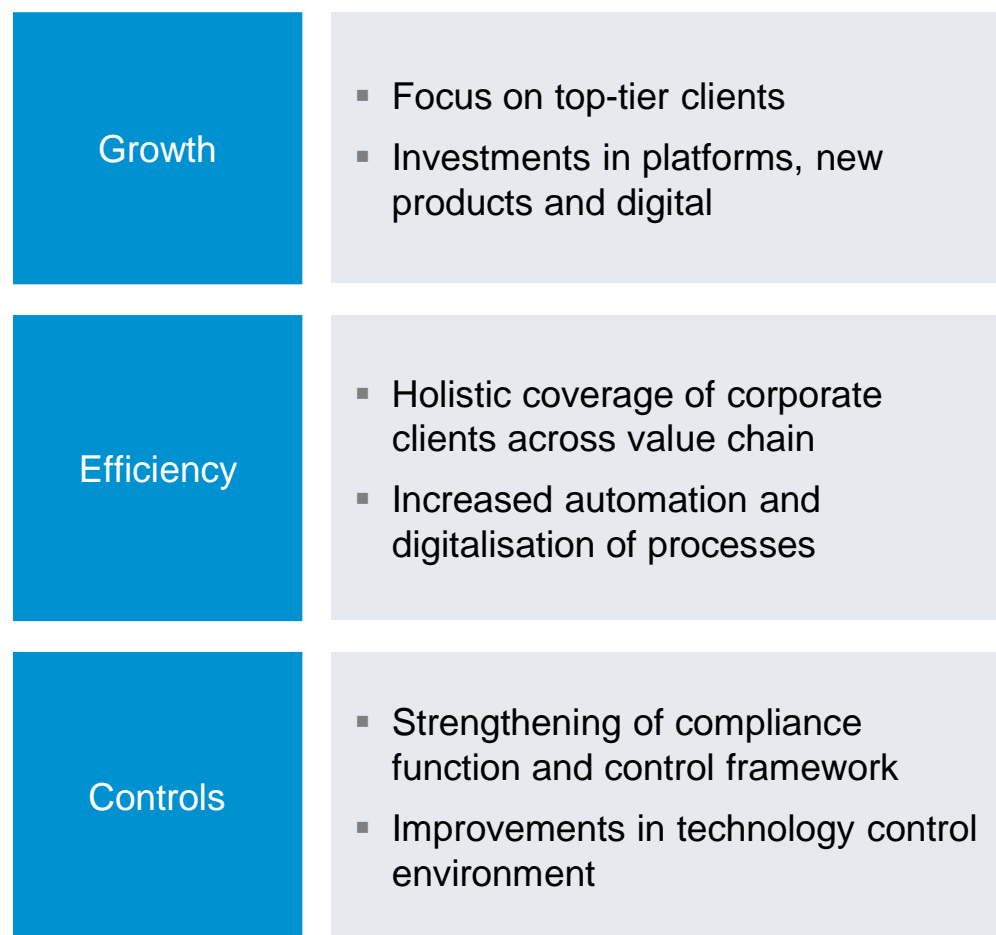 Growth
▪ Focus on top-tier clients
▪ Investments in platforms, new
products and digital
Efficiency
▪ Holistic coverage of corporate
clients across value chain
▪ Increased automation and
digitalisation of processes
Controls
▪ Strengthening of compliance
function and control framework
▪ Improvements in technology control
environment